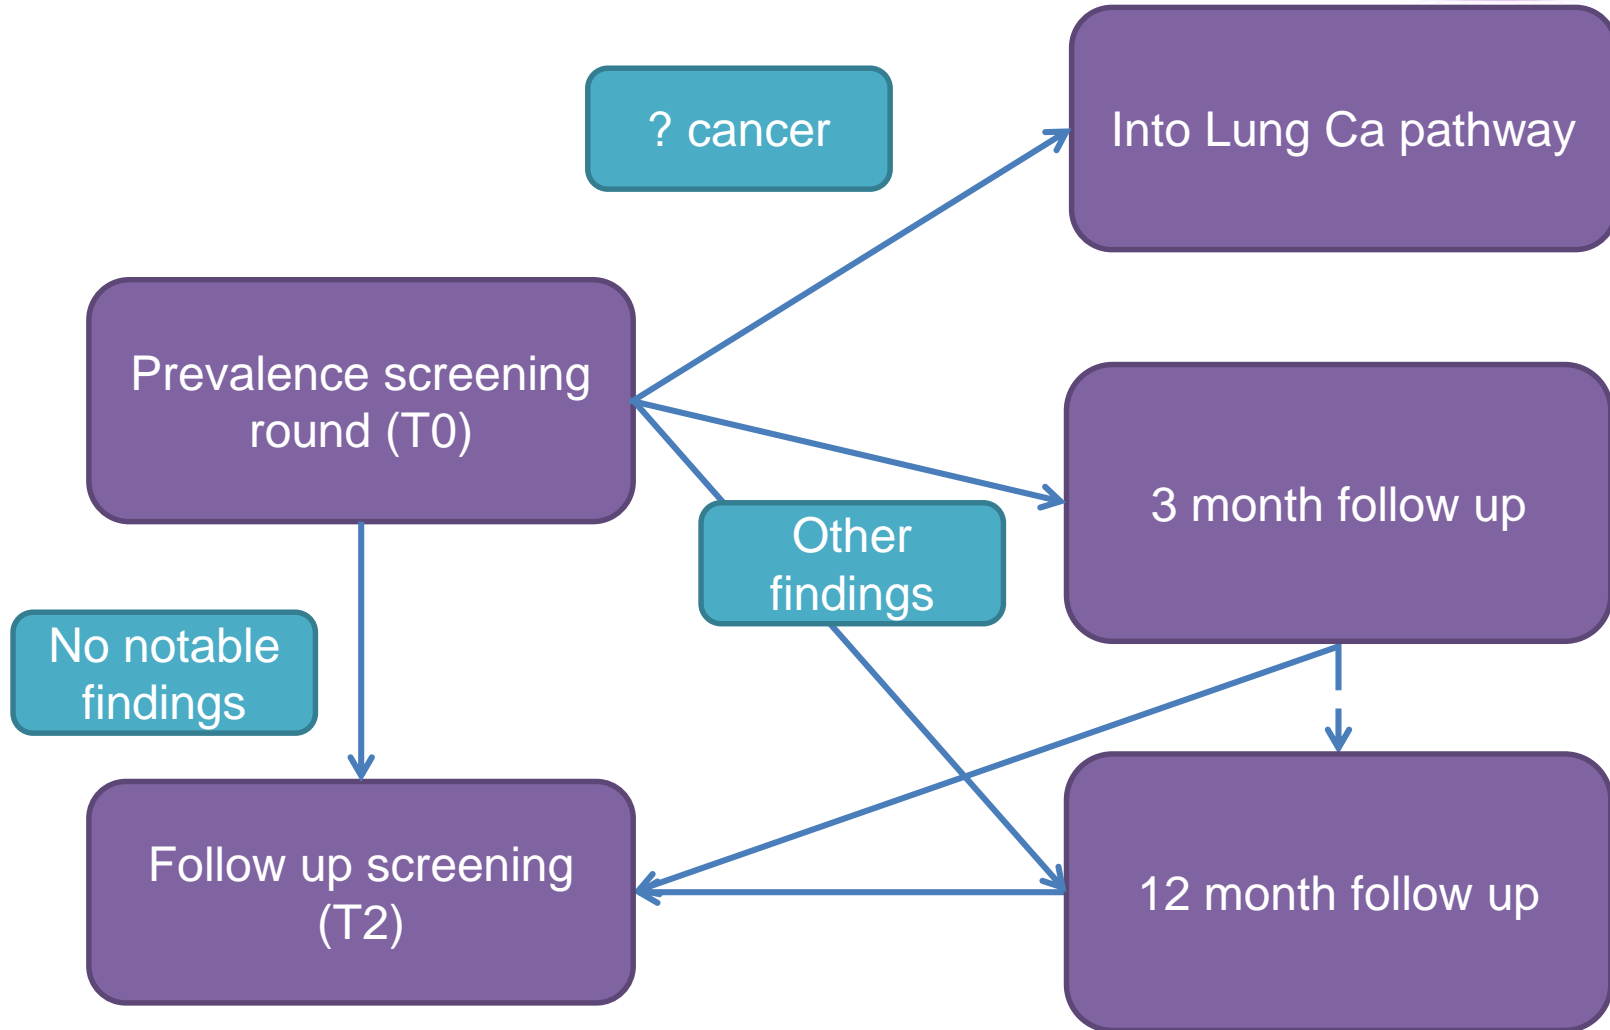 ? cancer
Into Lung Ca pathway
Prevalence screening
round (T0)
3 month follow up
Other
findings
No notable
findings
Follow up screening
(T2)
12 month follow up